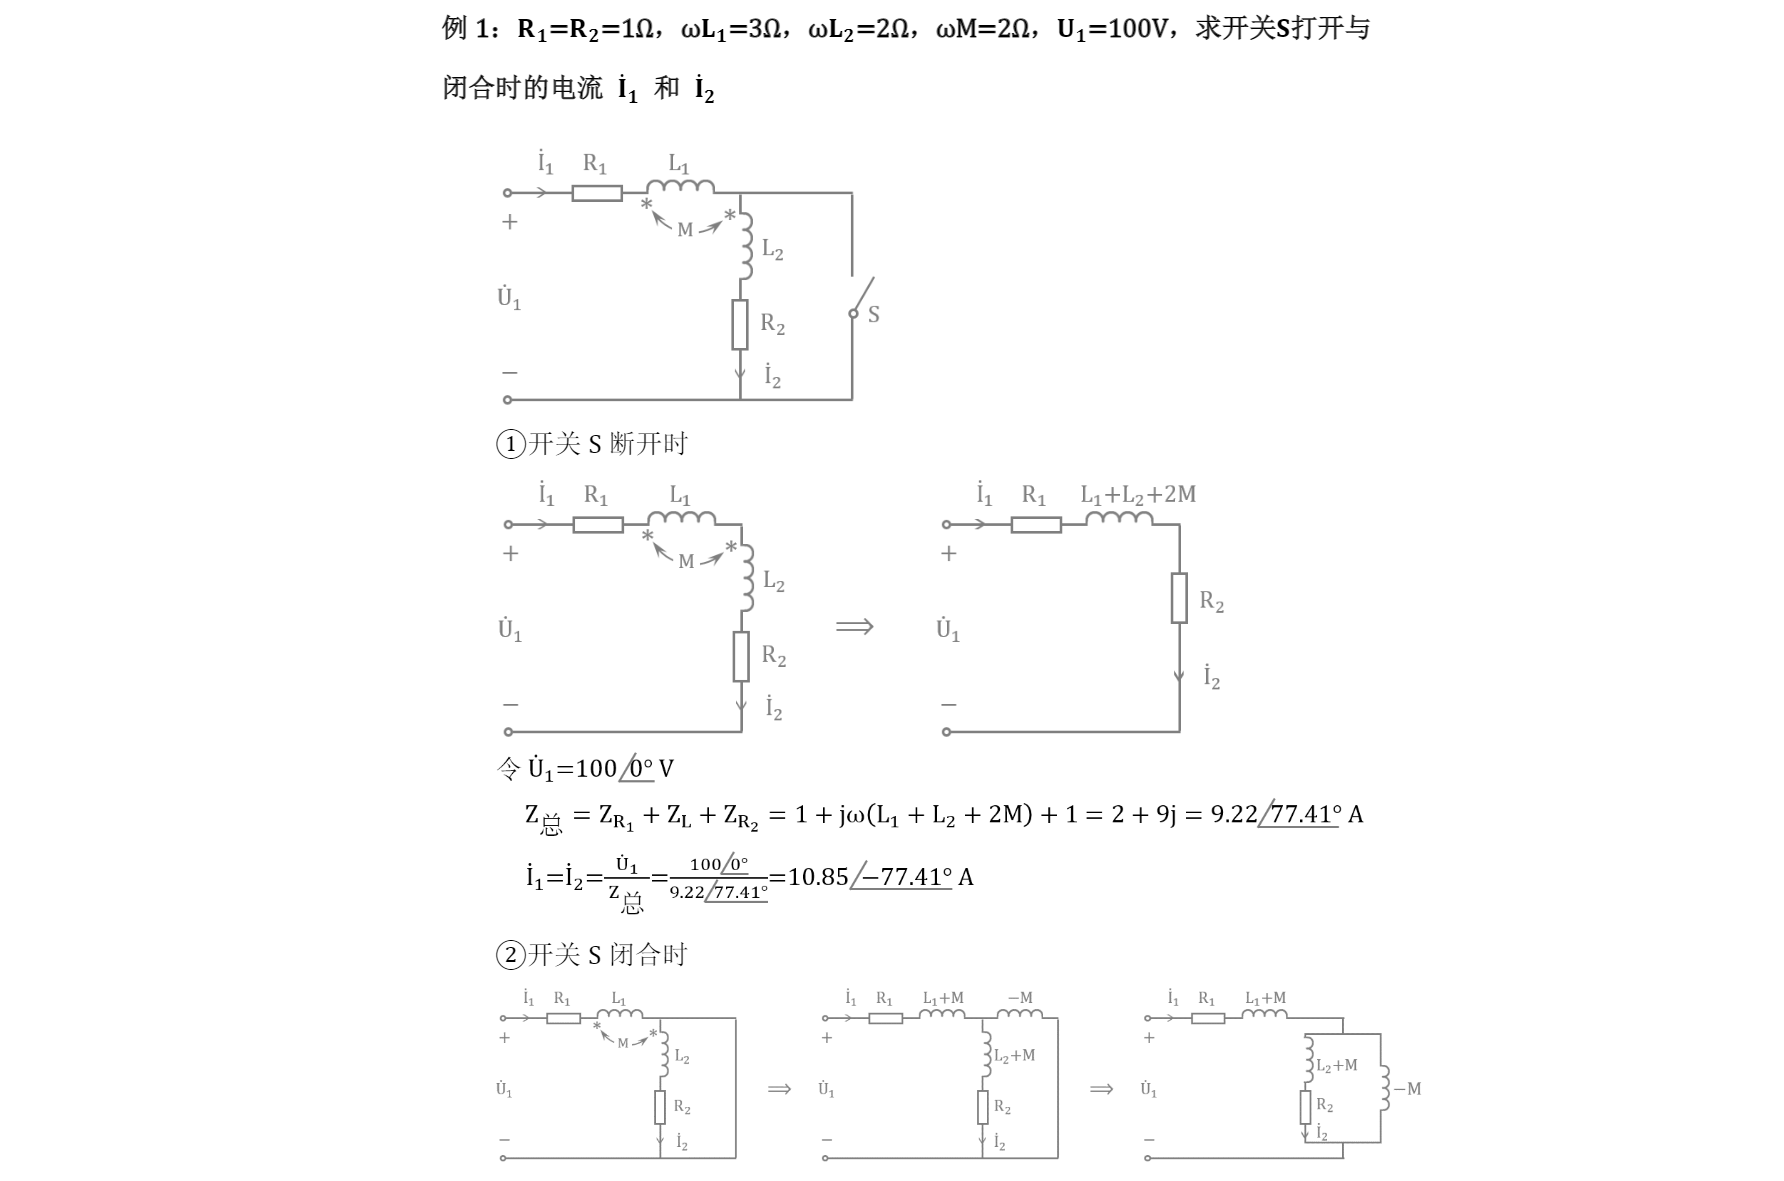 例 1：R₁=R₂=1Ω，ωL₁=3Ω，ωL₂=2Ω，ωM=2Ω，U₁=100V，求开关S打开与
闭合时的电流 İ₁ 和 İ₂
İ₁ R₁ L₁
* M *
+
L₂
U̇₁
R₂ S
− İ₂
①开关 S 断开时
İ₁ R₁ L₁ İ₁ R₁ L₁+L₂+2M
* M *
+ +
L₂
R₂
U̇₁ ⇒ U̇₁
R₂
İ₂
− İ₂ −
令 U̇₁=100∠0° V
Z总 = Z_R₁ + Z_L + Z_R₂ = 1 + jω(L₁ + L₂ + 2M) + 1 = 2 + 9j = 9.22∠77.41° A
İ₁=İ₂=U̇₁/Z总=100∠0°/9.22∠77.41°=10.85∠−77.41° A
②开关 S 闭合时
İ₁ R₁ L₁ İ₁ R₁ L₁+M −M İ₁ R₁ L₁+M
* M *
+ + +
L₂ L₂+M L₂+M
U̇₁ ⇒ U̇₁ ⇒ U̇₁ −M
R₂ R₂ R₂
− İ₂ − İ₂ − İ₂